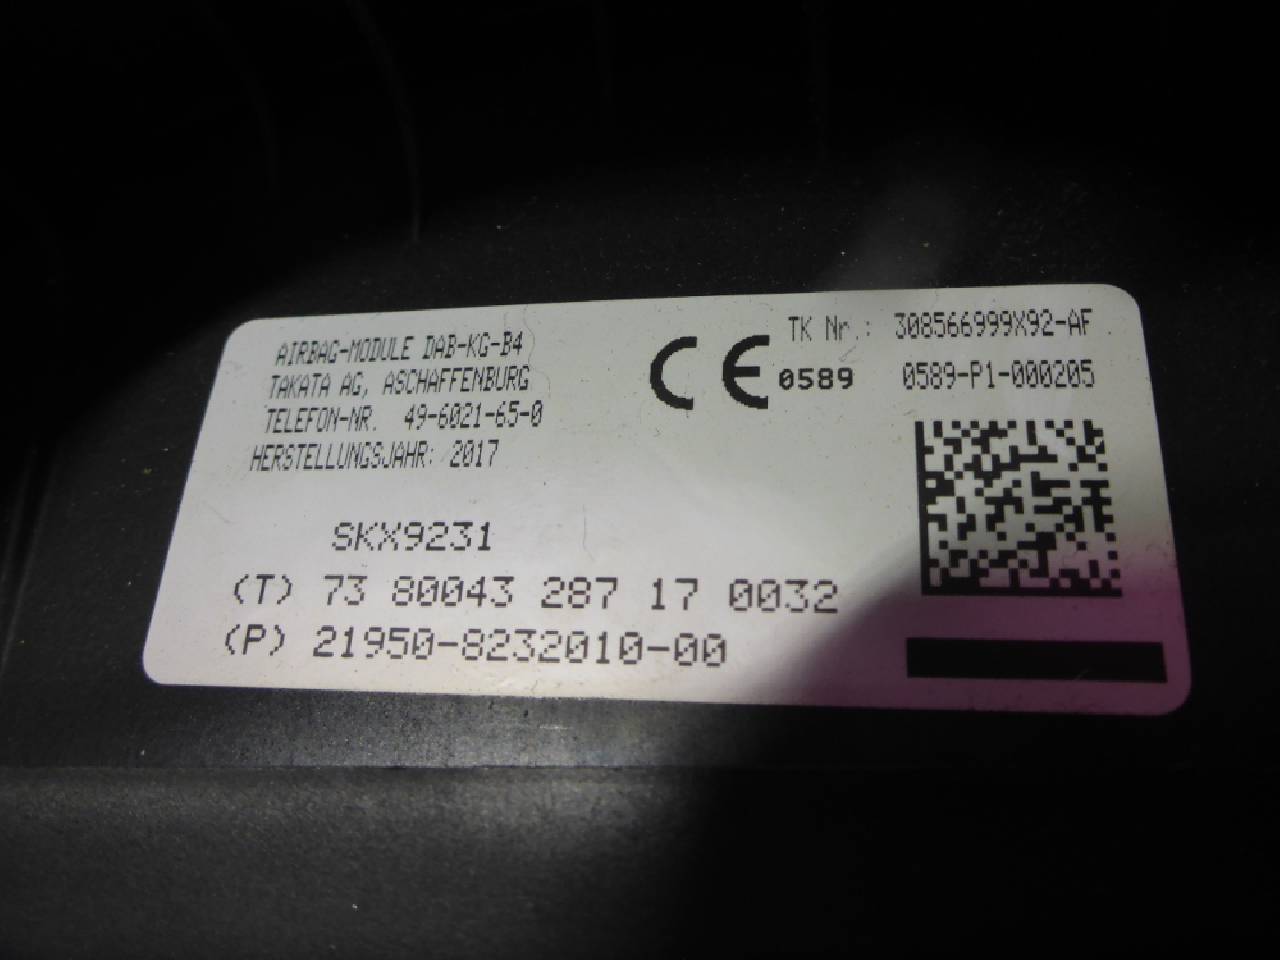 AIRBAG-MODULE DAB-KG-B4
TAKATA AG, ASCHAFFENBURG
TELEFON-NR. 49-6021-65-0
HERSTELLUNGSJAHR: 2017
CE 0589
TK Nr.: 308566999X92-AF
0589-P1-000205
SKX9231
(T) 73 80043 287 17 0032
(P) 21950-8232010-00